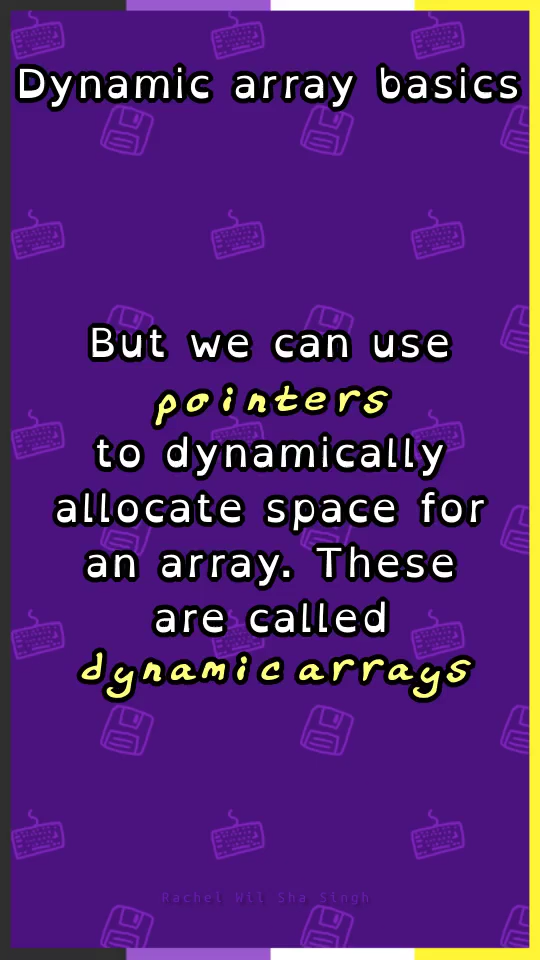 Dynamic array basics
But we can use
pointers
to dynamically
allocate space for
an array. These
are called
dynamic arrays
Rachel Wil Sha Singh